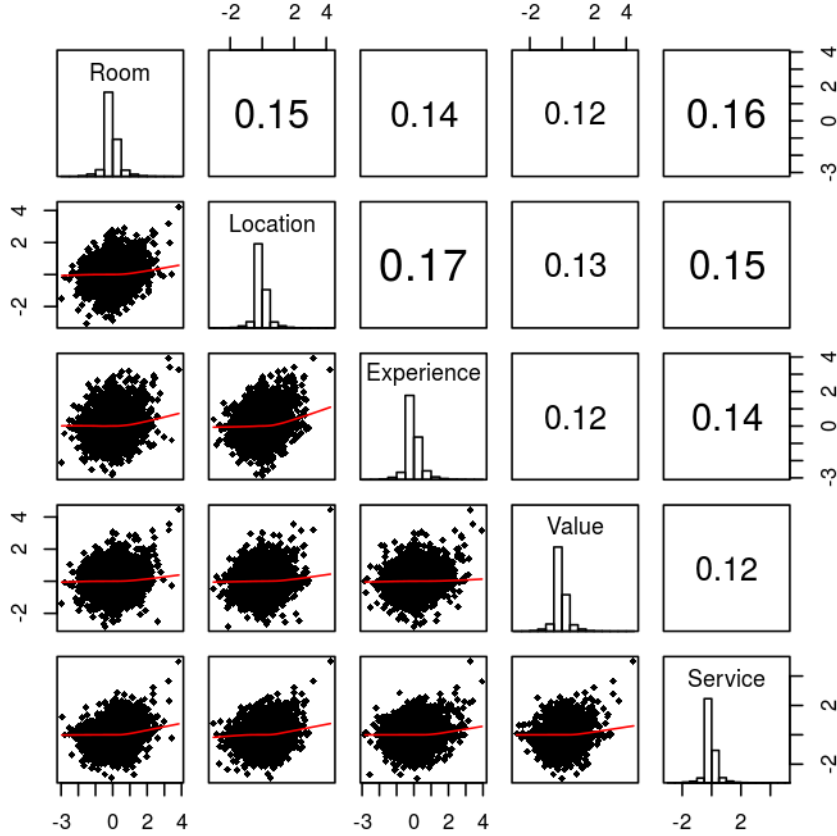 -2 2 4 -2 2 4
Room 0.15 0.14 0.12 0.16 -3 0 2 4
-2 2 4 Location 0.17 0.13 0.15
Experience 0.12 0.14 -3 0 2 4
-2 2 4 Value 0.12
Service -2 2
-3 0 2 4 -3 0 2 4 -2 2